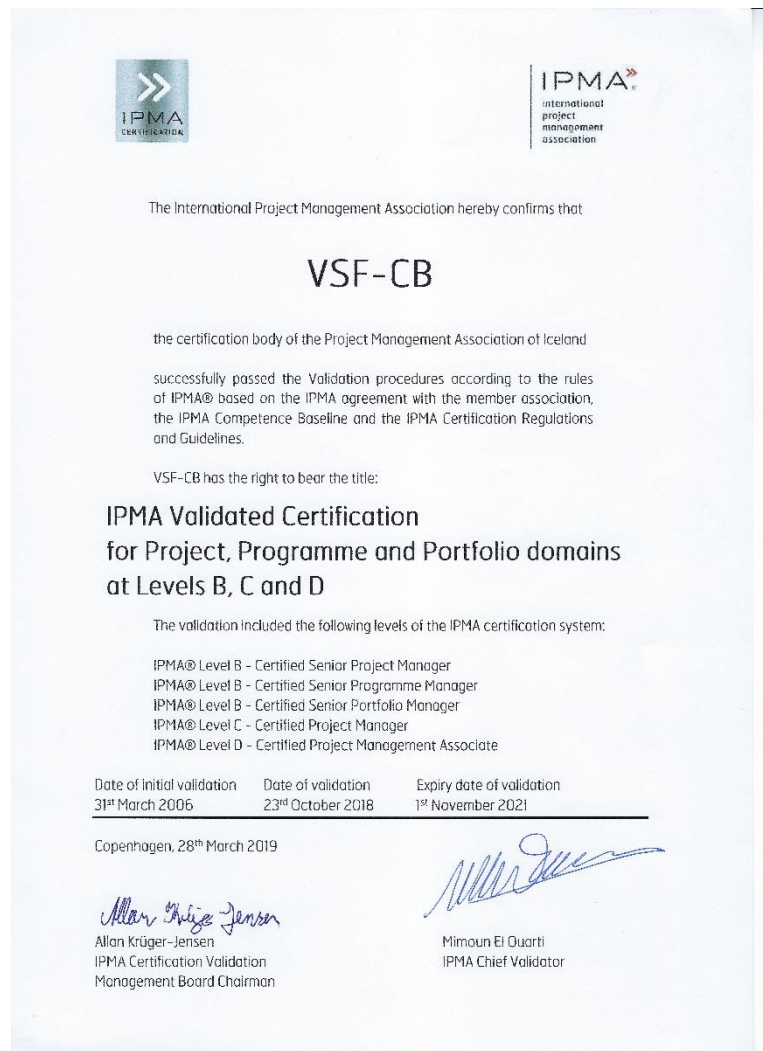 IPMA
CERTIFICATION
IPMA®
international
project
management
association
The International Project Management Association hereby confirms that
VSF-CB
the certification body of the Project Management Association of Iceland
successfully passed the Validation procedures according to the rules
of IPMA® based on the IPMA agreement with the member association,
the IPMA Competence Baseline and the IPMA Certification Regulations
and Guidelines.
VSF-CB has the right to bear the title:
IPMA Validated Certification
for Project, Programme and Portfolio domains
at Levels B, C and D
The validation included the following levels of the IPMA certification system:
IPMA® Level B - Certified Senior Project Manager
IPMA® Level B - Certified Senior Programme Manager
IPMA® Level B - Certified Senior Portfolio Manager
IPMA® Level C - Certified Project Manager
IPMA® Level D - Certified Project Management Associate
Date of initial validation Date of validation Expiry date of validation
31st March 2006 23rd October 2018 1st November 2021
Copenhagen, 28th March 2019
Allan Krüger-Jensen Mimoun El Ouarti
IPMA Certification Validation IPMA Chief Validator
Management Board Chairman